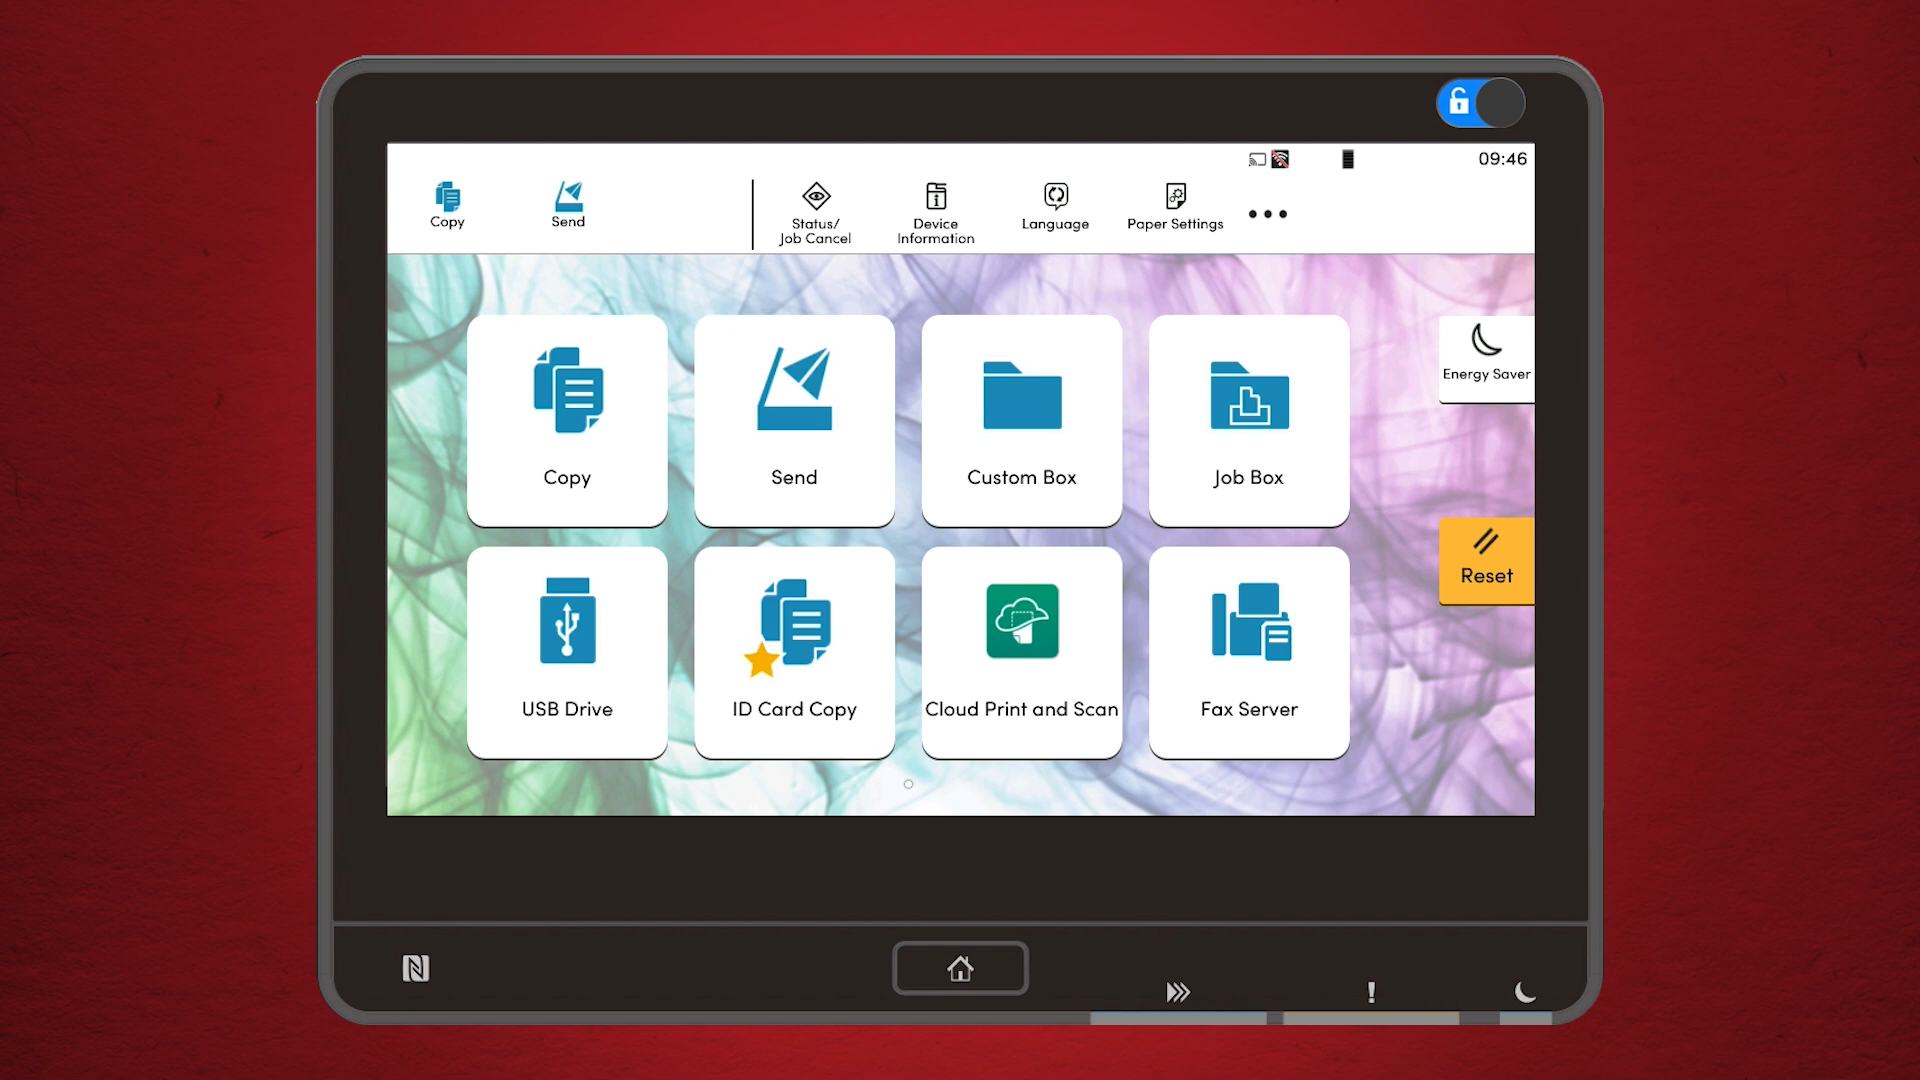 09:46
Copy
Send
Status/
Job Cancel
Device
Information
Language
Paper Settings
Copy
Send
Custom Box
Job Box
Energy Saver
Reset
USB Drive
ID Card Copy
Cloud Print and Scan
Fax Server